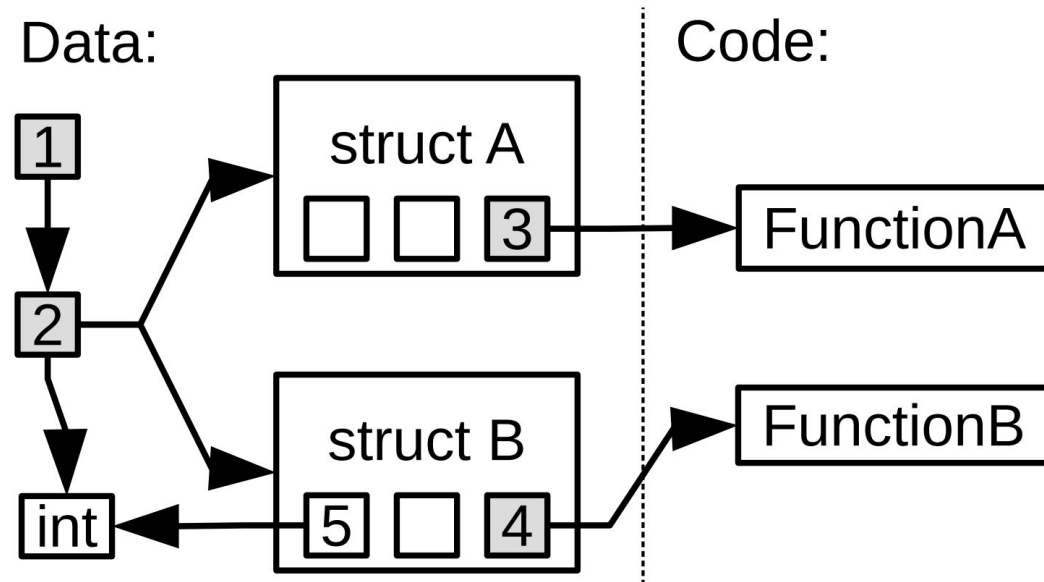 Data:
Code:
1
struct A
3
FunctionA
2
struct B
FunctionB
int
5
4